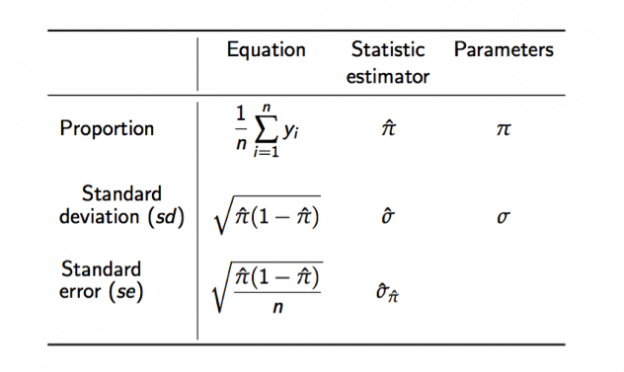 Equation Statistic estimator Parameters
Proportion $\frac{1}{n}\sum_{i=1}^{n} y_i$ $\hat{\pi}$ $\pi$
Standard deviation (sd) $\sqrt{\hat{\pi}(1-\hat{\pi})}$ $\hat{\sigma}$ $\sigma$
Standard error (se) $\sqrt{\frac{\hat{\pi}(1-\hat{\pi})}{n}}$ $\hat{\sigma}_{\hat{\pi}}$